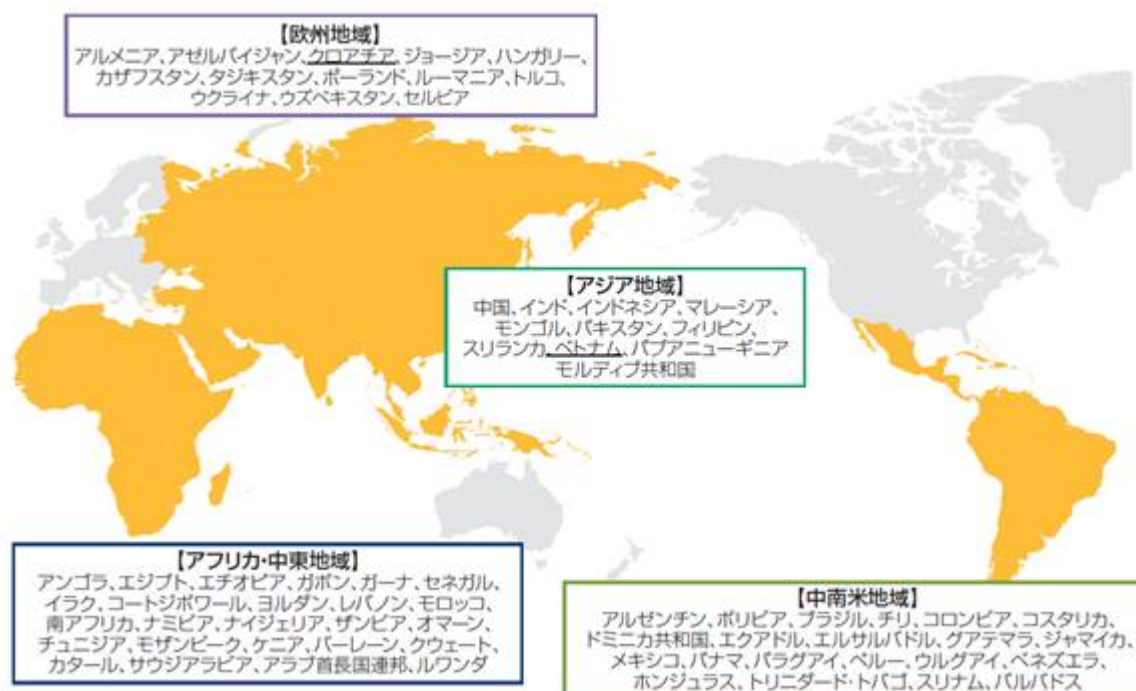 【欧州地域】
アルメニア、アゼルバイジャン、クロアチア、ジョージア、ハンガリー、
カザフスタン、タジキスタン、ポーランド、ルーマニア、トルコ、
ウクライナ、ウズベキスタン、セルビア
【アジア地域】
中国、インド、インドネシア、マレーシア、
モンゴル、パキスタン、フィリピン、
スリランカ、ベトナム、パプアニューギニア
モルディブ共和国
【アフリカ・中東地域】
アンゴラ、エジプト、エチオピア、ガボン、ガーナ、セネガル、
イラク、コートジボワール、ヨルダン、レバノン、モロッコ、
南アフリカ、ナミビア、ナイジェリア、ザンビア、オマーン、
チュニジア、モザンビーク、ケニア、バーレーン、クウェート、
カタール、サウジアラビア、アラブ首長国連邦、ルワンダ
【中南米地域】
アルゼンチン、ボリビア、ブラジル、チリ、コロンビア、コスタリカ、
ドミニカ共和国、エクアドル、エルサルバドル、グアテマラ、ジャマイカ、
メキシコ、パナマ、パラグアイ、ペルー、ウルグアイ、ベネズエラ、
ホンジュラス、トリニダード・トバゴ、スリナム、バルバドス